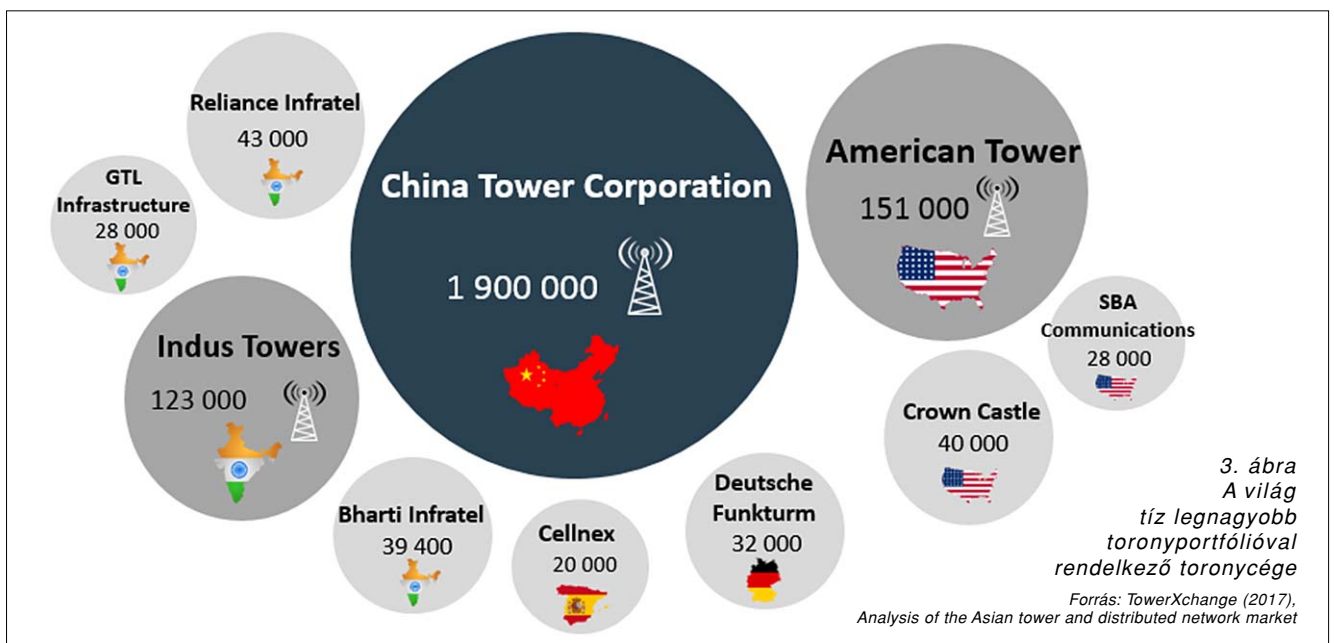 Reliance Infratel
43 000
GTL
Infrastructure
28 000
China Tower Corporation
1 900 000
American Tower
151 000
SBA
Communications
28 000
Indus Towers
123 000
Crown Castle
40 000
Bharti Infratel
39 400
Cellnex
20 000
Deutsche
Funkturm
32 000
3. ábra
A világ
tíz legnagyobb
toronyportfólióval
rendelkező toronycége
Forrás: TowerXchange (2017),
Analysis of the Asian tower and distributed network market